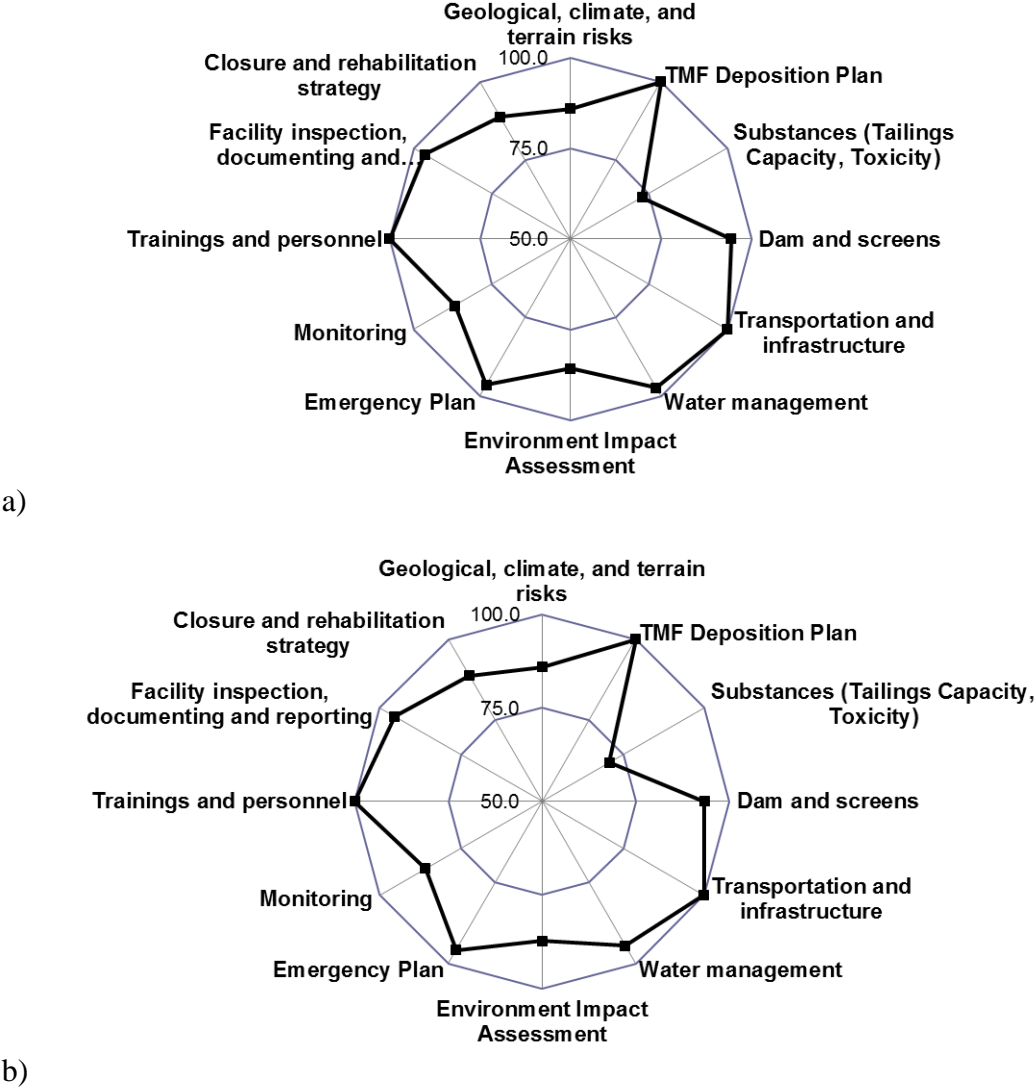 Geological, climate, and
terrain risks
100.0
TMF Deposition Plan
Closure and rehabilitation
strategy
Facility inspection,
documenting and...
75.0
Substances (Tailings
Capacity, Toxicity)
Trainings and personnel
50.0
Dam and screens
Monitoring
Transportation and
infrastructure
Emergency Plan
Water management
Environment Impact
Assessment
a)
Geological, climate, and terrain
risks
100.0
TMF Deposition Plan
Closure and rehabilitation
strategy
Facility inspection,
documenting and reporting
75.0
Substances (Tailings Capacity,
Toxicity)
Trainings and personnel
50.0
Dam and screens
Monitoring
Transportation and
infrastructure
Emergency Plan
Water management
Environment Impact
Assessment
b)